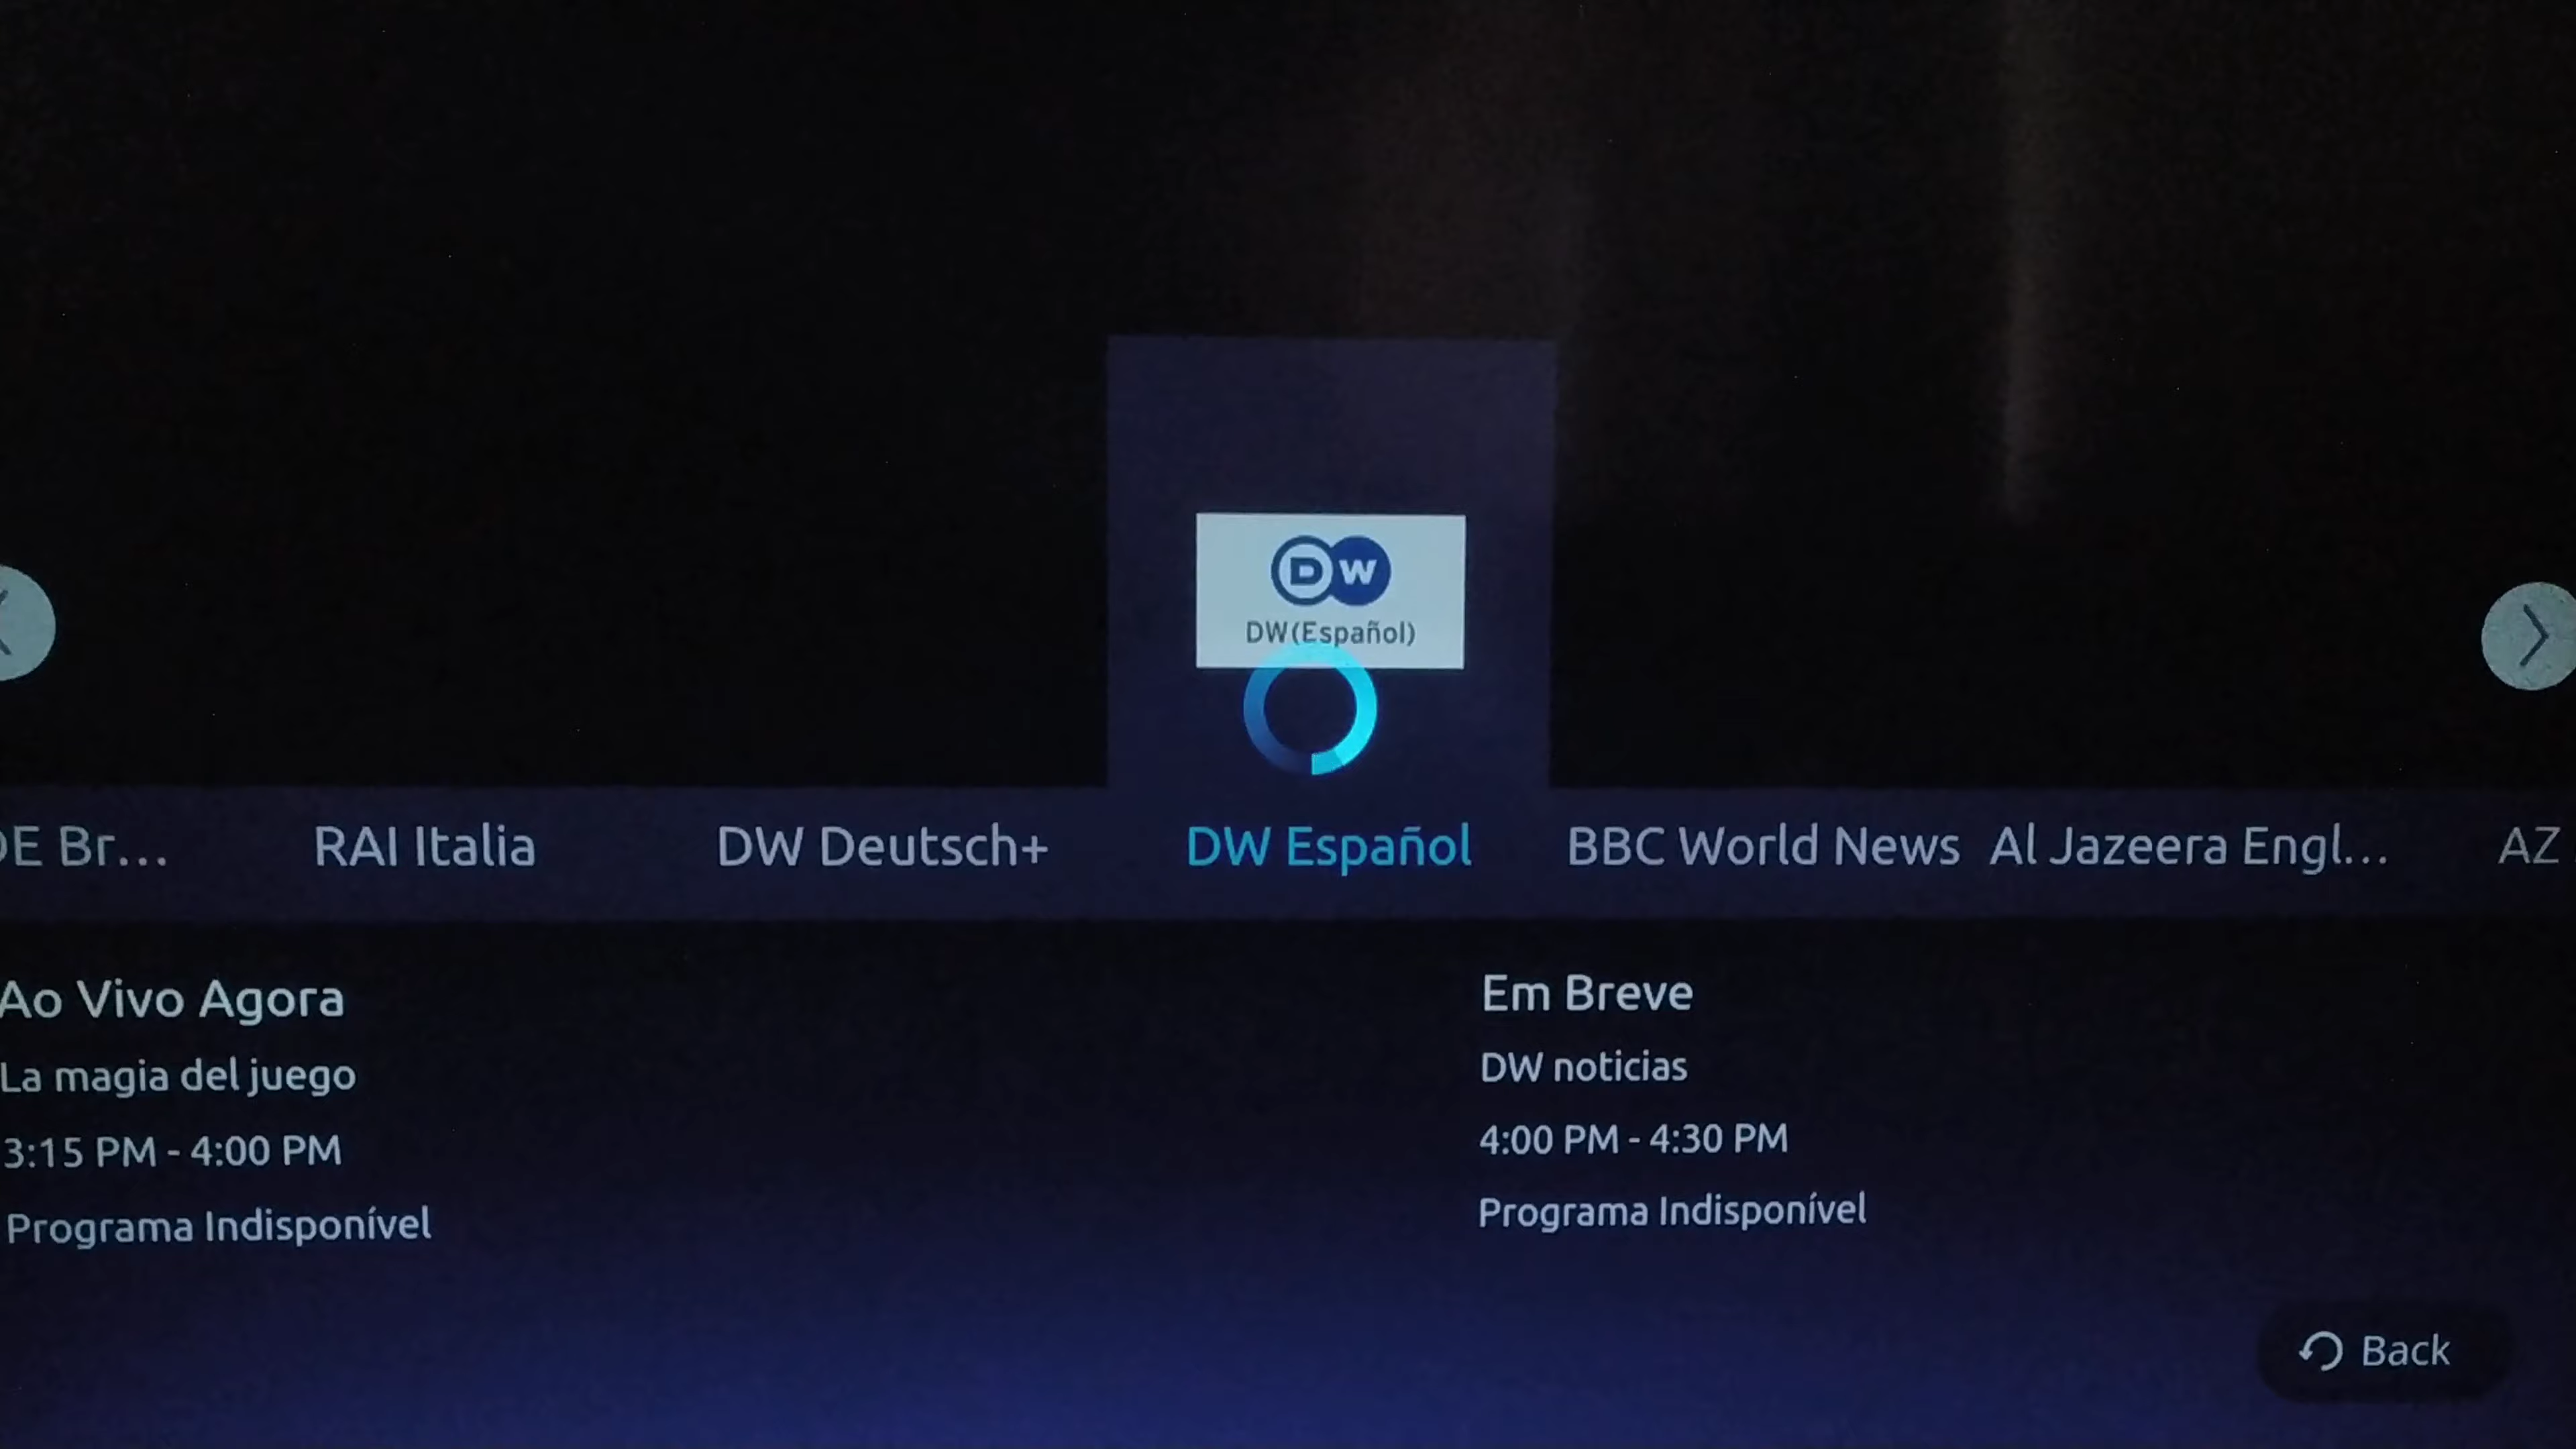 DW
DW(Español)
DE Br...
RAI Italia
DW Deutsch+
DW Español
BBC World News
Al Jazeera Engl...
AZ
Ao Vivo Agora
La magia del juego
3:15 PM - 4:00 PM
Programa Indisponível
Em Breve
DW noticias
4:00 PM - 4:30 PM
Programa Indisponível
Back